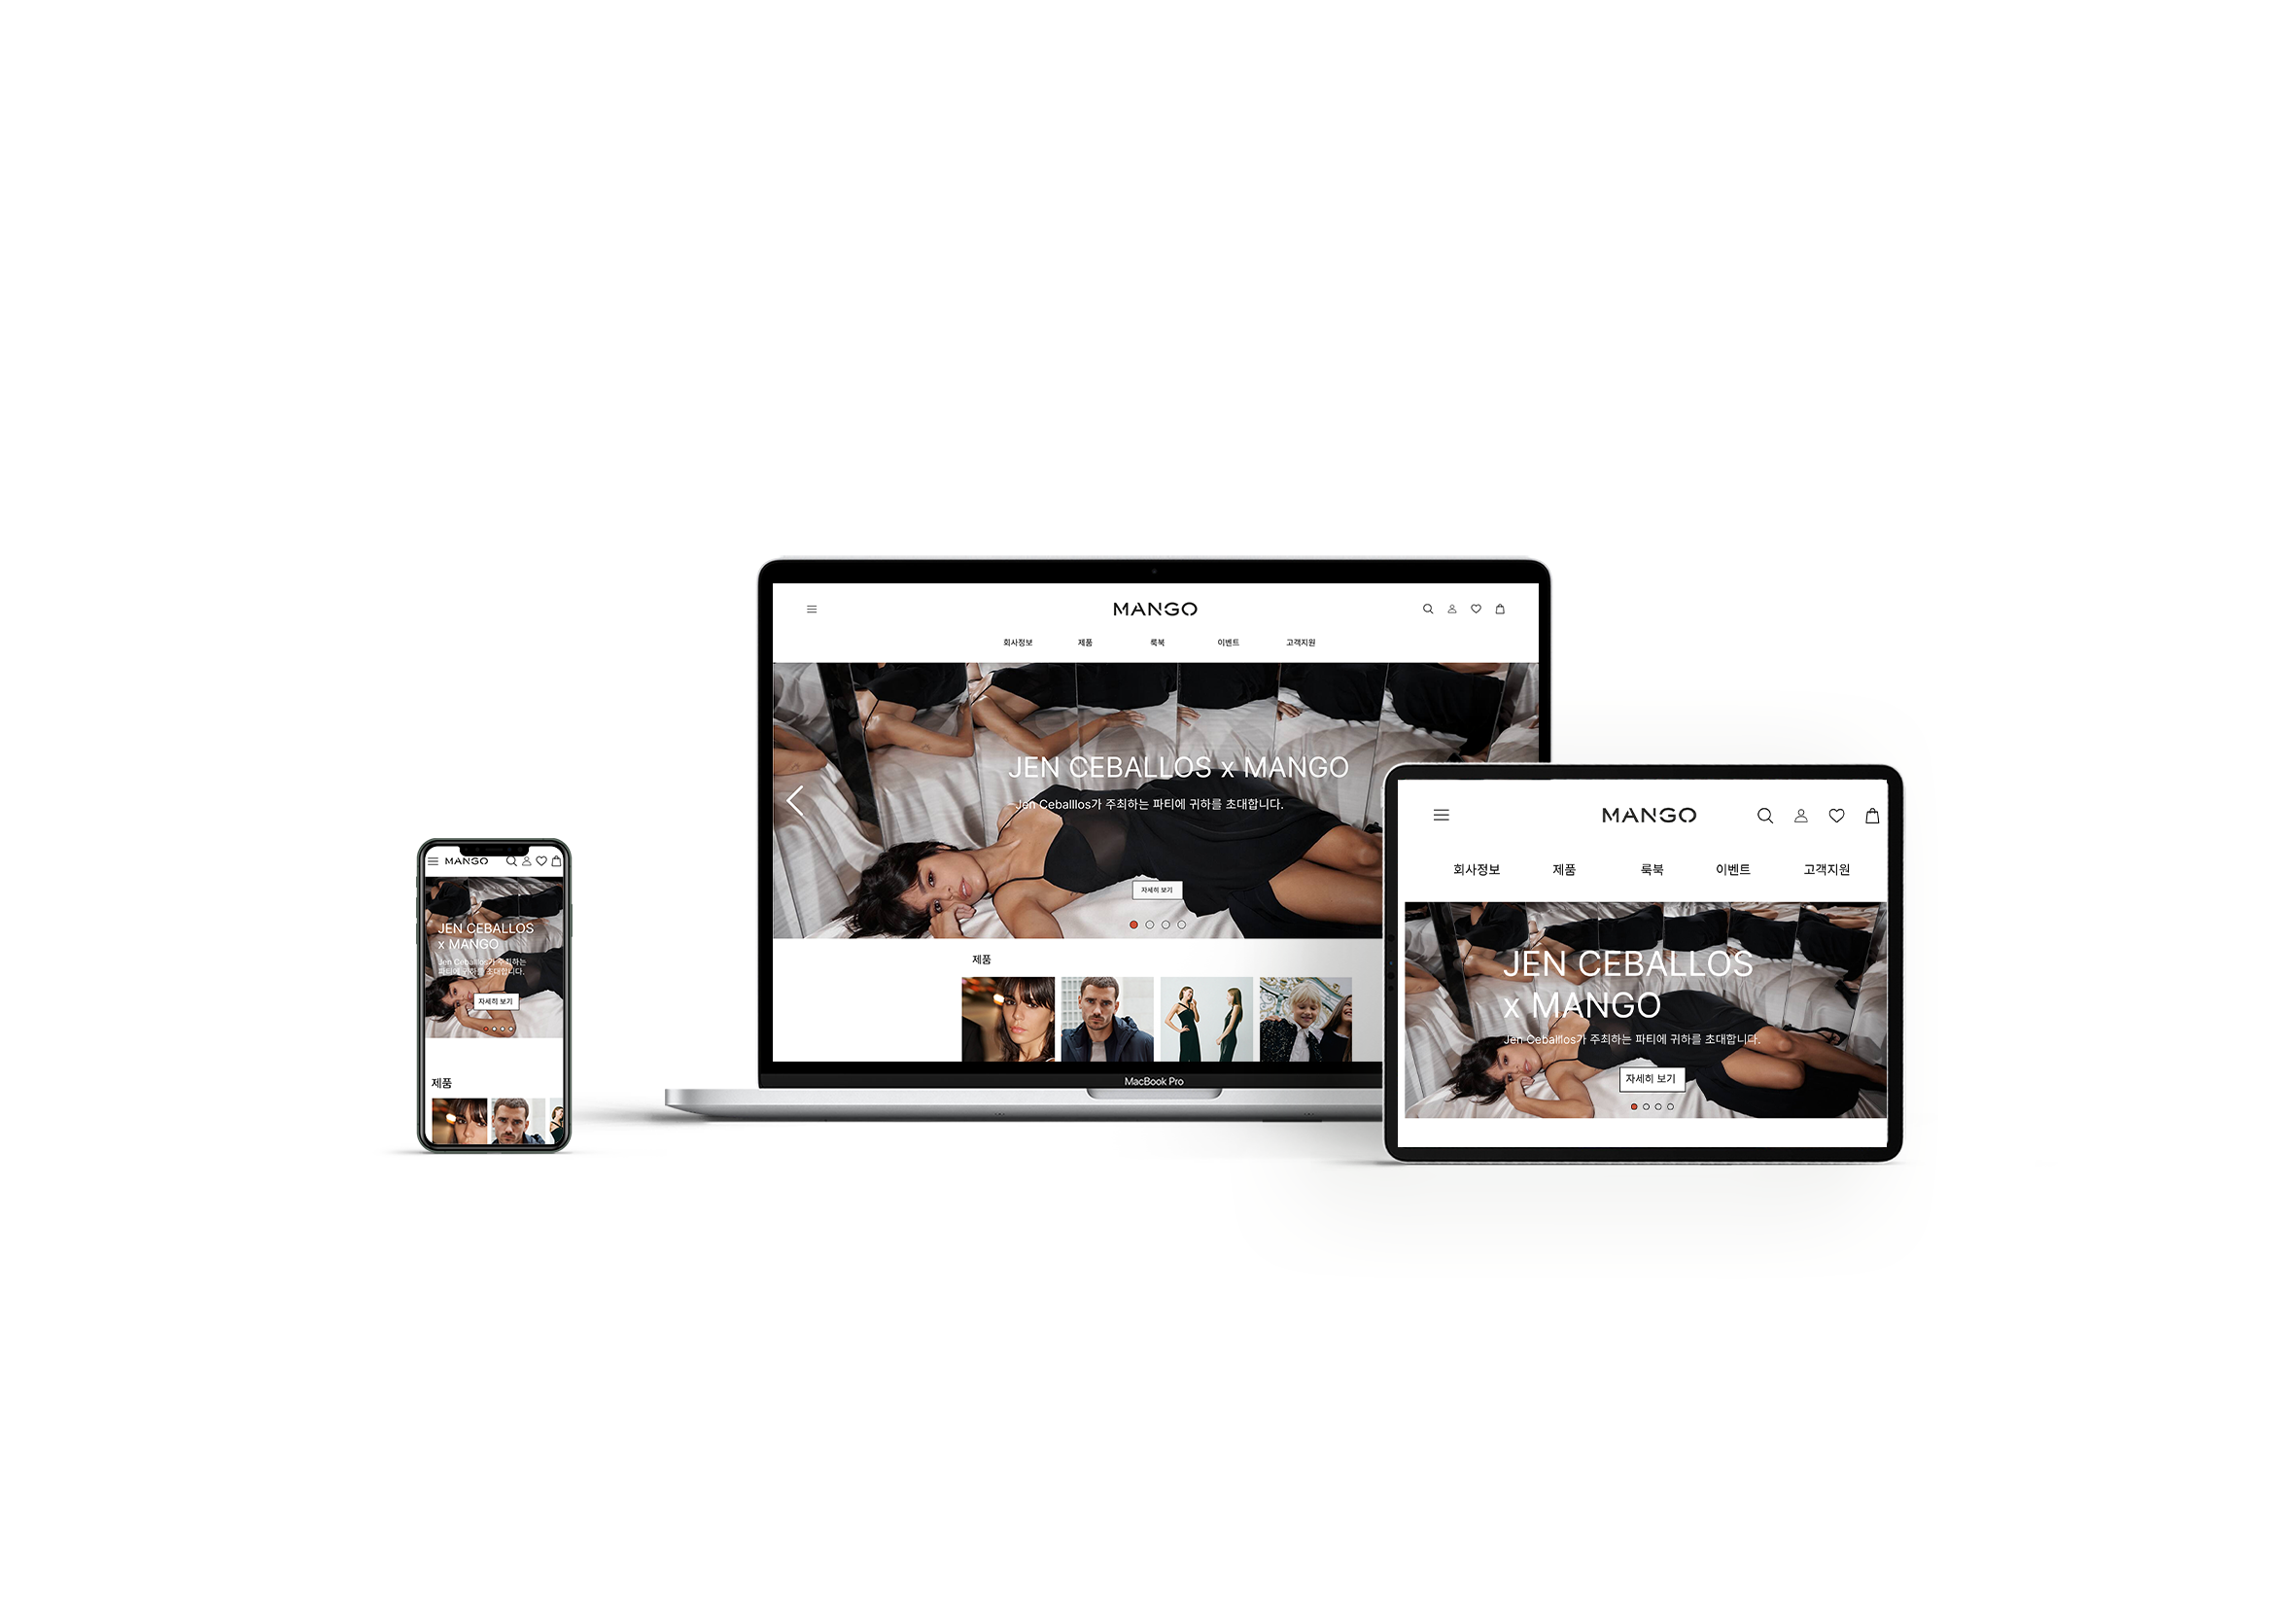 MANGO
회사정보 제품 룩북 이벤트 고객지원
JEN CEBALLOS x MANGO
Jen Ceballlos가 주최하는 파티에 귀하를 초대합니다.
자세히 보기
제품
MacBook Pro
MANGO
JEN CEBALLOS
x MANGO
Jen Ceballlos가 주최하는
파티에 귀하를 초대합니다.
자세히 보기
제품
MANGO
회사정보 제품 룩북 이벤트 고객지원
JEN CEBALLOS
x MANGO
Jen Ceballlos가 주최하는 파티에 귀하를 초대합니다.
자세히 보기